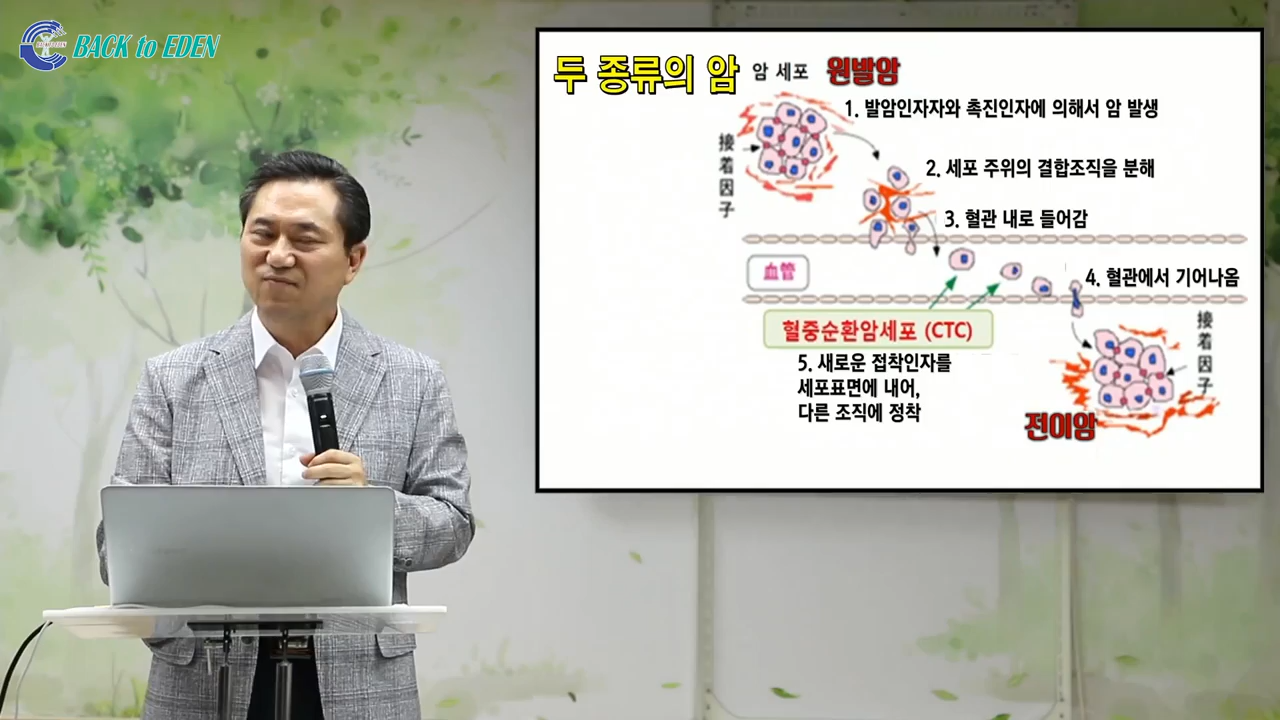 BACK to EDEN
두 종류의 암
암 세포 원발암
1. 발암인자자와 촉진인자에 의해서 암 발생
接着因子
2. 세포 주위의 결합조직을 분해
3. 혈관 내로 들어감
血管
4. 혈관에서 기어나옴
혈중순환암세포 (CTC)
5. 새로운 접착인자를
세포표면에 내어,
다른 조직에 정착
接着因子
전이암